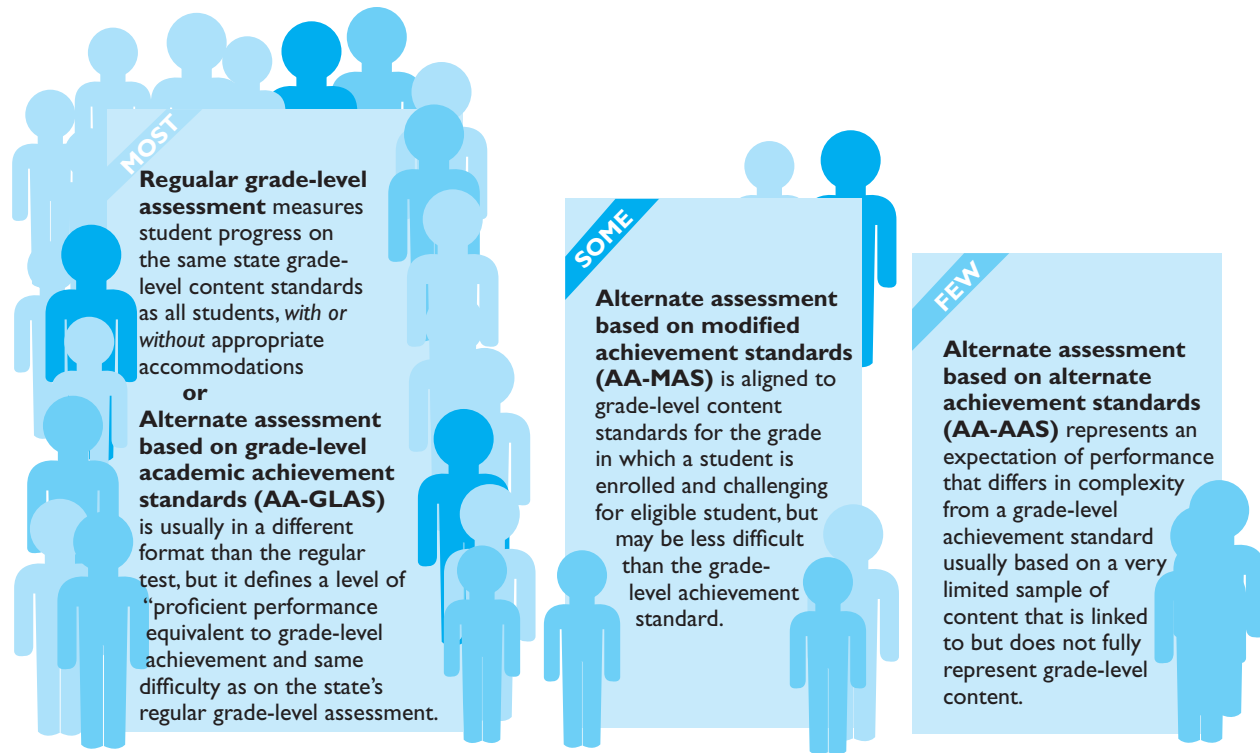 MOST
Regualar grade-level
assessment measures
student progress on
the same state grade-
level content standards
as all students, with or
without appropriate
accommodations
or
Alternate assessment
based on grade-level
academic achievement
standards (AA-GLAS)
is usually in a different
format than the regular
test, but it defines a level of
“proficient performance
equivalent to grade-level
achievement and same
difficulty as on the state’s
regular grade-level assessment.
SOME
Alternate assessment
based on modified
achievement standards
(AA-MAS) is aligned to
grade-level content
standards for the grade
in which a student is
enrolled and challenging
for eligible student, but
may be less difficult
than the grade-
level achievement
standard.
FEW
Alternate assessment
based on alternate
achievement standards
(AA-AAS) represents an
expectation of performance
that differs in complexity
from a grade-level
achievement standard
usually based on a very
limited sample of
content that is linked
to but does not fully
represent grade-level
content.